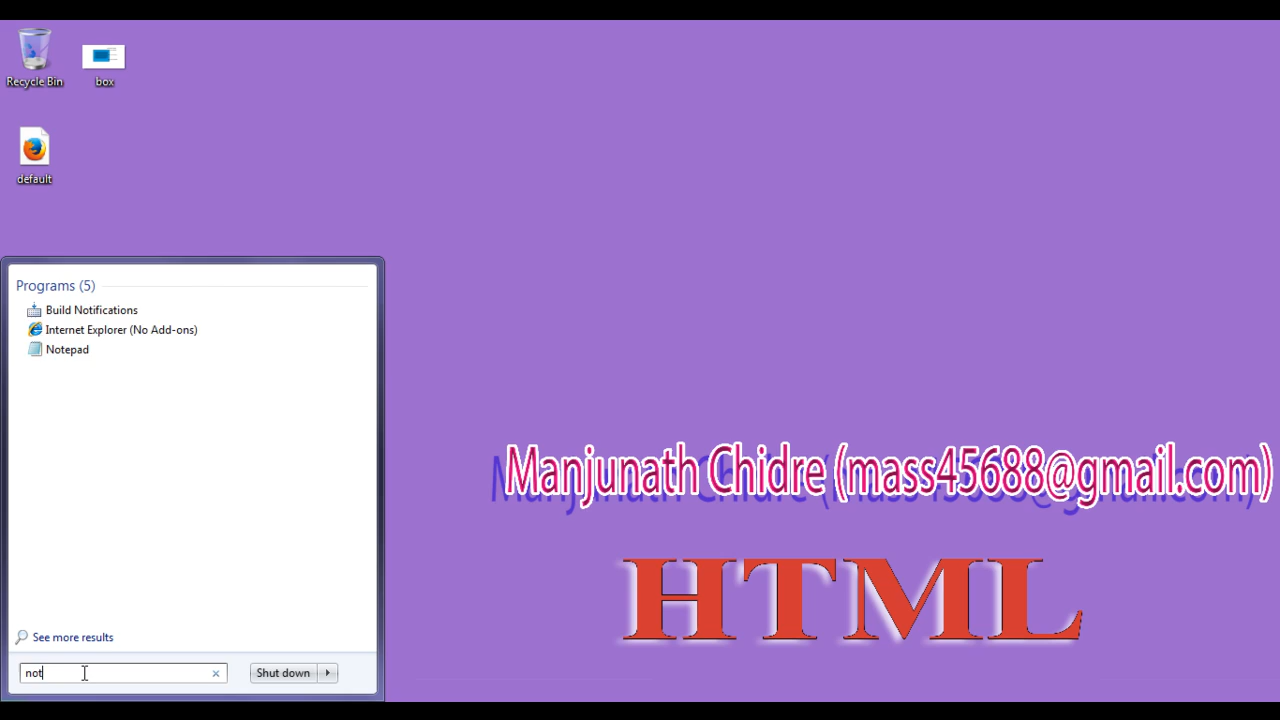 Recycle Bin
box
default
Programs (5)
Build Notifications
Internet Explorer (No Add-ons)
Notepad
See more results
not
Shut down
Manjunath Chidre (mass45688@gmail.com)
HTML